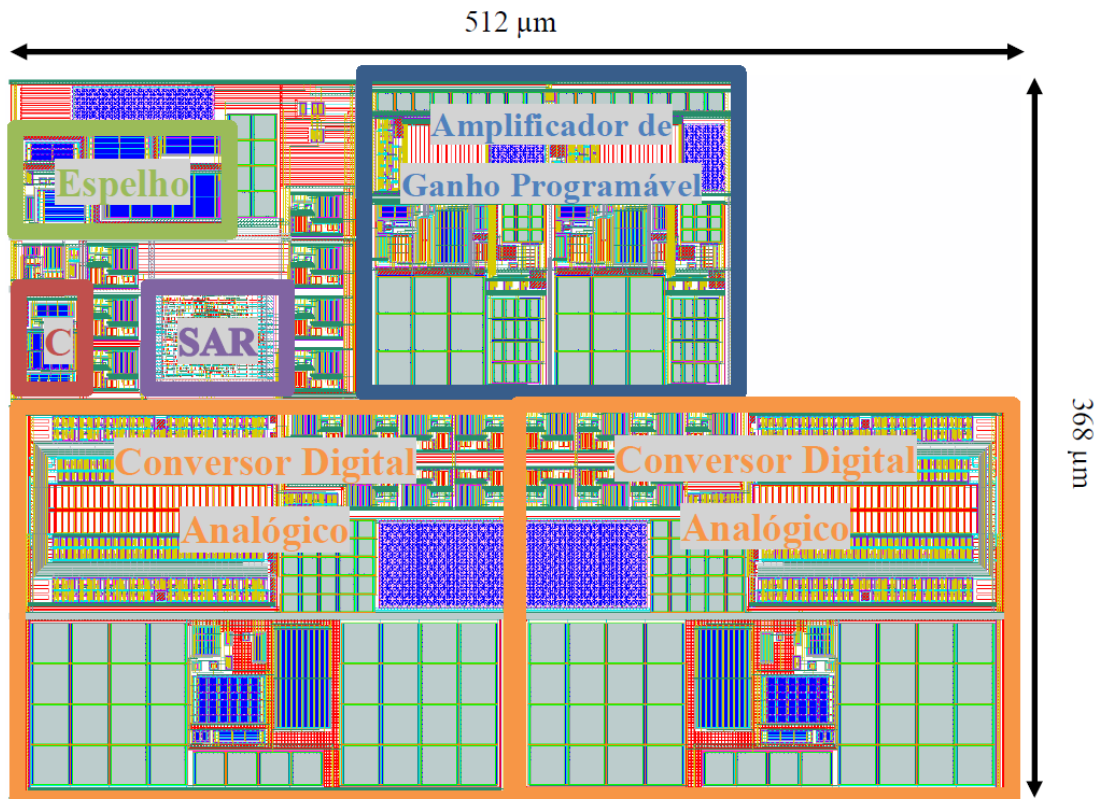 512 μm
Amplificador de
Ganho Programável
Espelho
C
SAR
368 μm
Conversor Digital
Analógico
Conversor Digital
Analógico